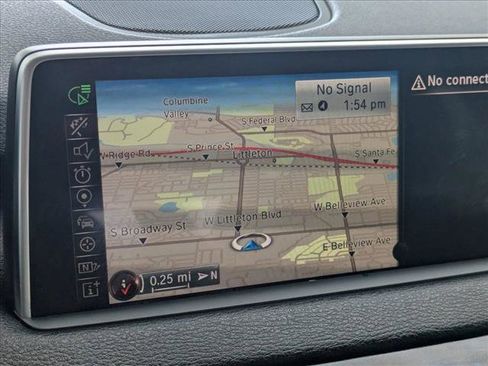 No Signal
1:54 pm
No connect
Columbine
Valley
S Federal Blvd
W Ridge Rd
S Prince St
Littleton
S Santa Fe
W Littleton Blvd
W Belleview Ave
S Broadway St
E Belleview Ave
0.25 mi
N
N